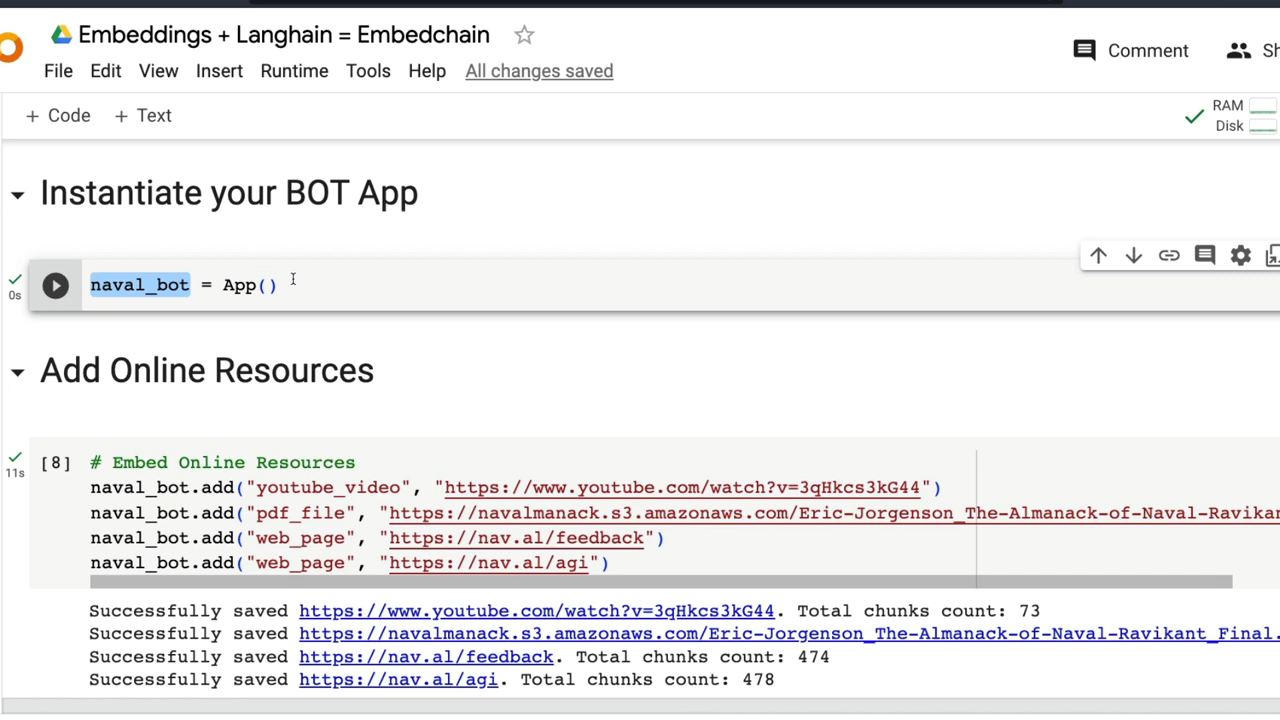 Embeddings + Langhain = Embedchain
File Edit View Insert Runtime Tools Help All changes saved
Comment
+ Code + Text
RAM
Disk
Instantiate your BOT App
0s
naval_bot = App()
Add Online Resources
11s
[8] # Embed Online Resources
naval_bot.add("youtube_video", "https://www.youtube.com/watch?v=3qHkcs3kG44")
naval_bot.add("pdf_file", "https://navalmanack.s3.amazonaws.com/Eric-Jorgenson_The-Almanack-of-Naval-Ravikan
naval_bot.add("web_page", "https://nav.al/feedback")
naval_bot.add("web_page", "https://nav.al/agi")
Successfully saved https://www.youtube.com/watch?v=3qHkcs3kG44. Total chunks count: 73
Successfully saved https://navalmanack.s3.amazonaws.com/Eric-Jorgenson_The-Almanack-of-Naval-Ravikant_Final.
Successfully saved https://nav.al/feedback. Total chunks count: 474
Successfully saved https://nav.al/agi. Total chunks count: 478